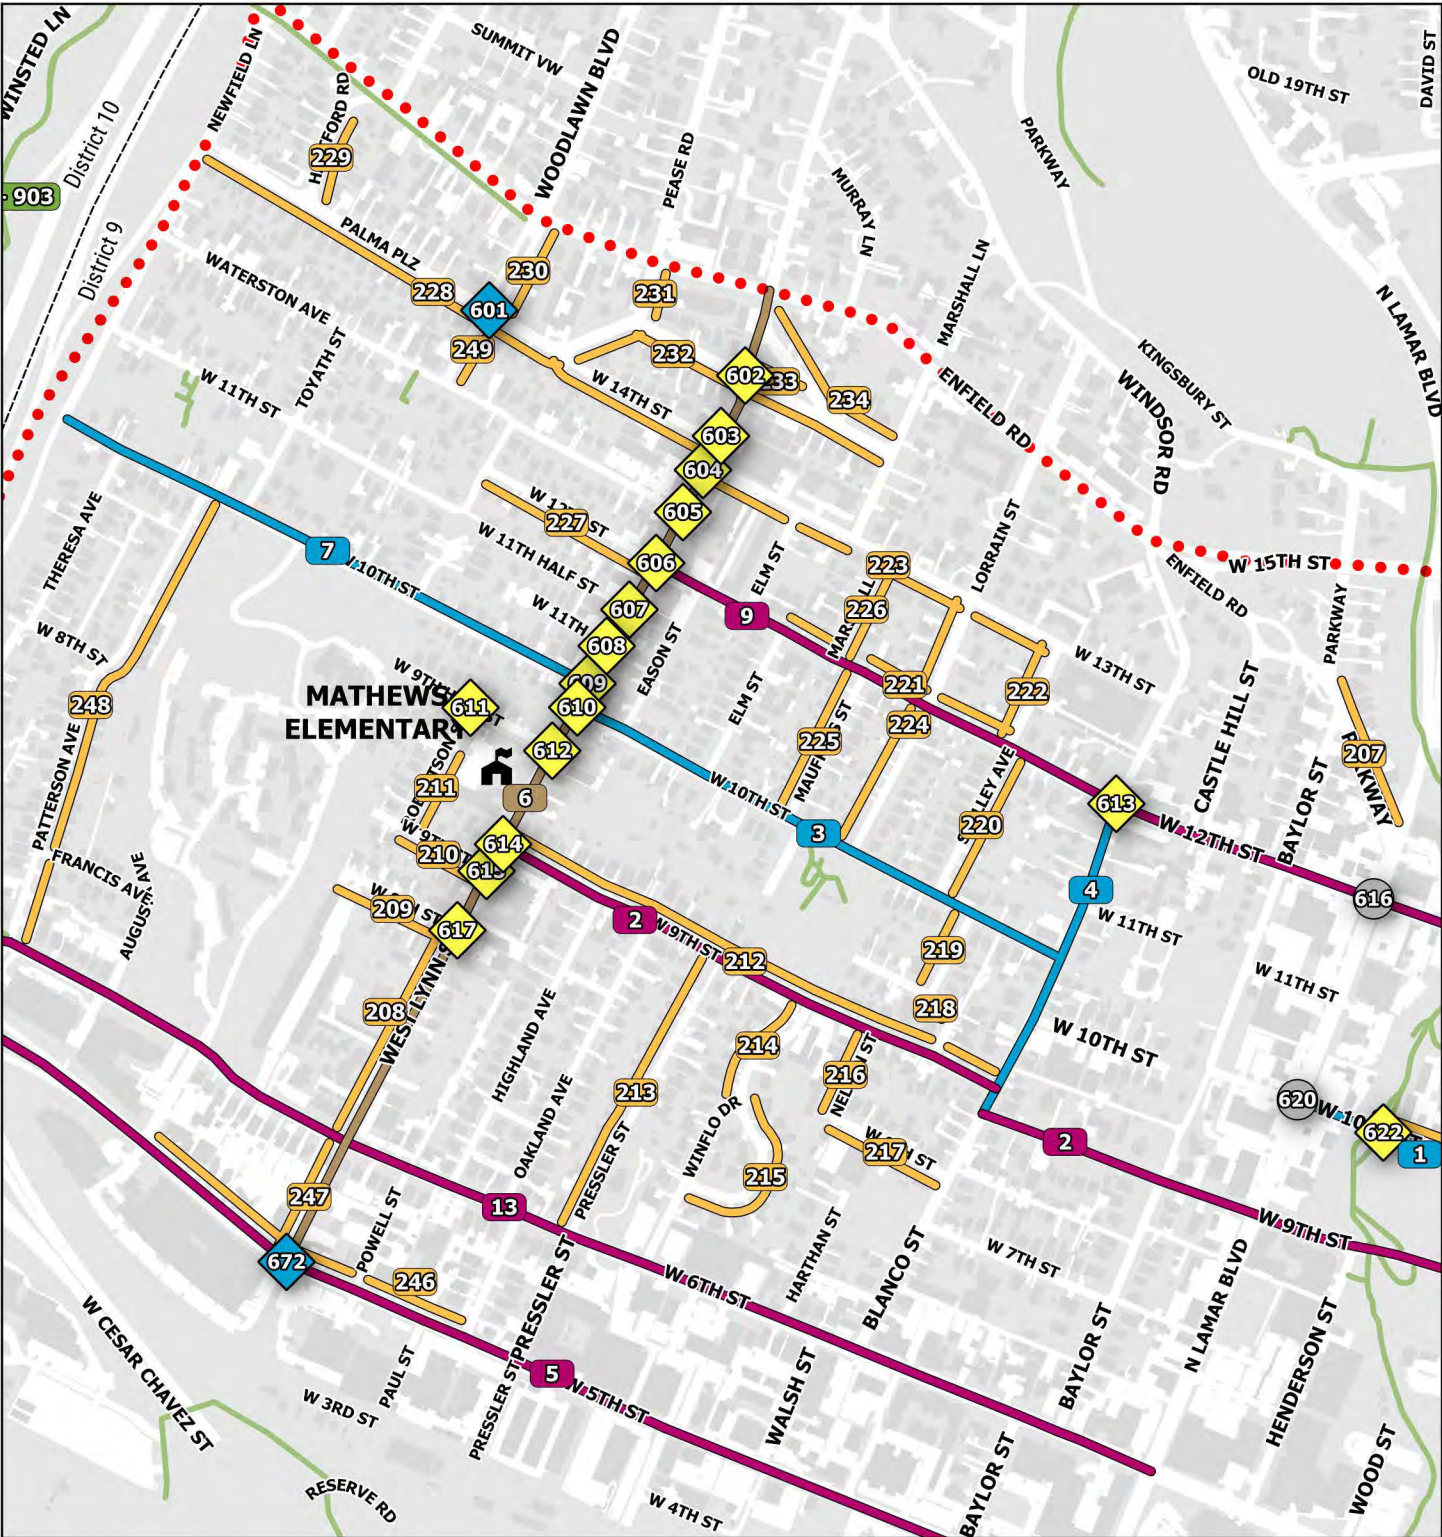 WINSTED LN
District 10
NEWFIELD LN
SUMMIT VW
WOODLAWN BLVD
OLD 19TH ST
DAVID ST
229
PEASE RD
PARKWAY
903
MURRAY LN
District 9
PALMA PLZ
WATERSTON AVE
230
228
601
231
MARSHALL LN
N LAMAR BLVD
249
TOYATH ST
232
KINGSBURY ST
W 11TH ST
W 14TH ST
602
233
234
ENFIELD RD
WINDSOR RD
603
604
605
THERESA AVE
7
W 10TH ST
W 12TH ST
227
W 11TH HALF ST
606
ELM ST
223
LORRAIN ST
W 15TH ST
ENFIELD RD
PARKWAY
W 8TH ST
W 11TH
607
9
226
608
EASON ST
W 13TH ST
MATHEWS
ELEMENTARY
611
609
610
ELM ST
221
222
248
224
CASTLE HILL ST
612
225
207
PARKWAY
PATTERSON AVE
211
6
W 10TH ST
3
220
613
W 12TH ST
BAYLOR ST
FRANCIS AVE
AUGUSTA AVE
210
614
615
4
616
209
617
2
W 9TH ST
212
219
W 11TH ST
W 11TH ST
208
WEST LYNN S
HIGHLAND AVE
218
W 10TH ST
214
216
213
OAKLAND AVE
WINFLO DR
620
622
1
PRESSLER ST
215
217
2
247
13
POWELL ST
W 9TH ST
672
246
PRESSLER ST
W 6TH ST
HARTHAN ST
BLANCO ST
W 7TH ST
N LAMAR BLVD
W CESAR CHAVEZ ST
PAUL ST
5
W 5TH ST
WALSH ST
BAYLOR ST
HENDERSON ST
W 3RD ST
PRESSLER ST
RESERVE RD
W 4TH ST
BAYLOR ST
WOOD ST